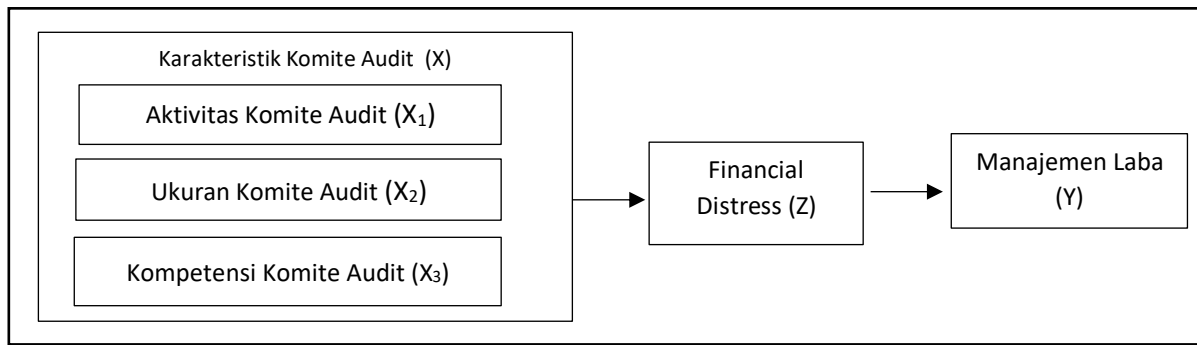 Karakteristik Komite Audit (X)
Aktivitas Komite Audit (X₁)
Ukuran Komite Audit (X₂)
Kompetensi Komite Audit (X₃)
Financial
Distress (Z)
Manajemen Laba
(Y)